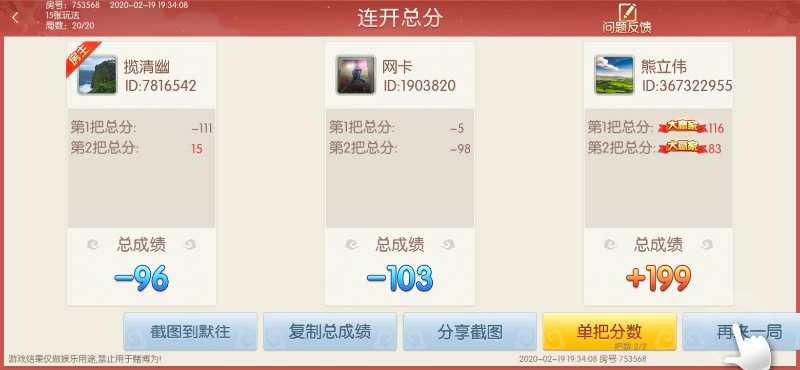 房号: 753568 2020-02-19 19:34:08
15张玩法
局数: 20/20
连开总分
问题反馈
房主
揽清幽
ID:7816542
第1把总分: -111
第2把总分: 15
总成绩
-96
网卡
ID:1903820
第1把总分: -5
第2把总分: -98
总成绩
-103
熊立伟
ID:367322955
第1把总分: 大赢家 116
第2把总分: 大赢家 83
总成绩
+199
截图到默往
复制总成绩
分享截图
单把分数
把数:2/2
再来一局
游戏结果仅做娱乐用途,禁止用于赌博为!
2020-02-19 19:34:08 房号 753568